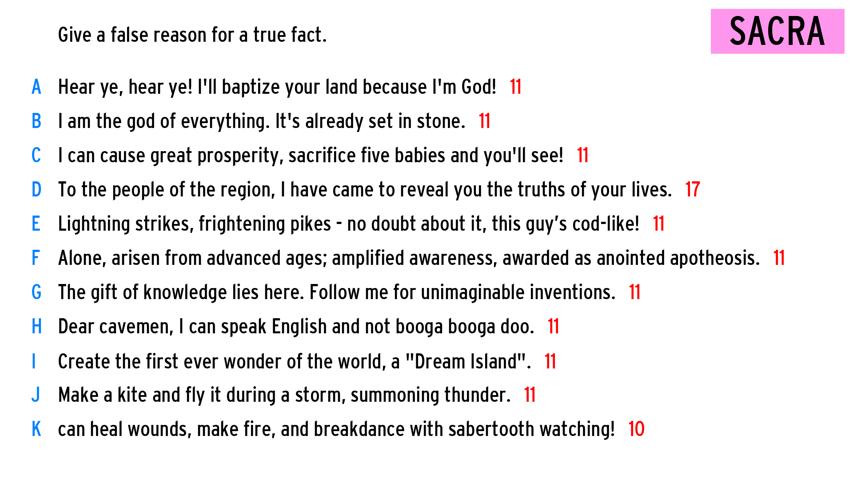 Give a false reason for a true fact.
SACRA
A Hear ye, hear ye! I'll baptize your land because I'm God! 11
B I am the god of everything. It's already set in stone. 11
C I can cause great prosperity, sacrifice five babies and you'll see! 11
D To the people of the region, I have came to reveal you the truths of your lives. 17
E Lightning strikes, frightening pikes - no doubt about it, this guy’s cod-like! 11
F Alone, arisen from advanced ages; amplified awareness, awarded as anointed apotheosis. 11
G The gift of knowledge lies here. Follow me for unimaginable inventions. 11
H Dear cavemen, I can speak English and not booga booga doo. 11
I Create the first ever wonder of the world, a "Dream Island". 11
J Make a kite and fly it during a storm, summoning thunder. 11
K can heal wounds, make fire, and breakdance with sabertooth watching! 10